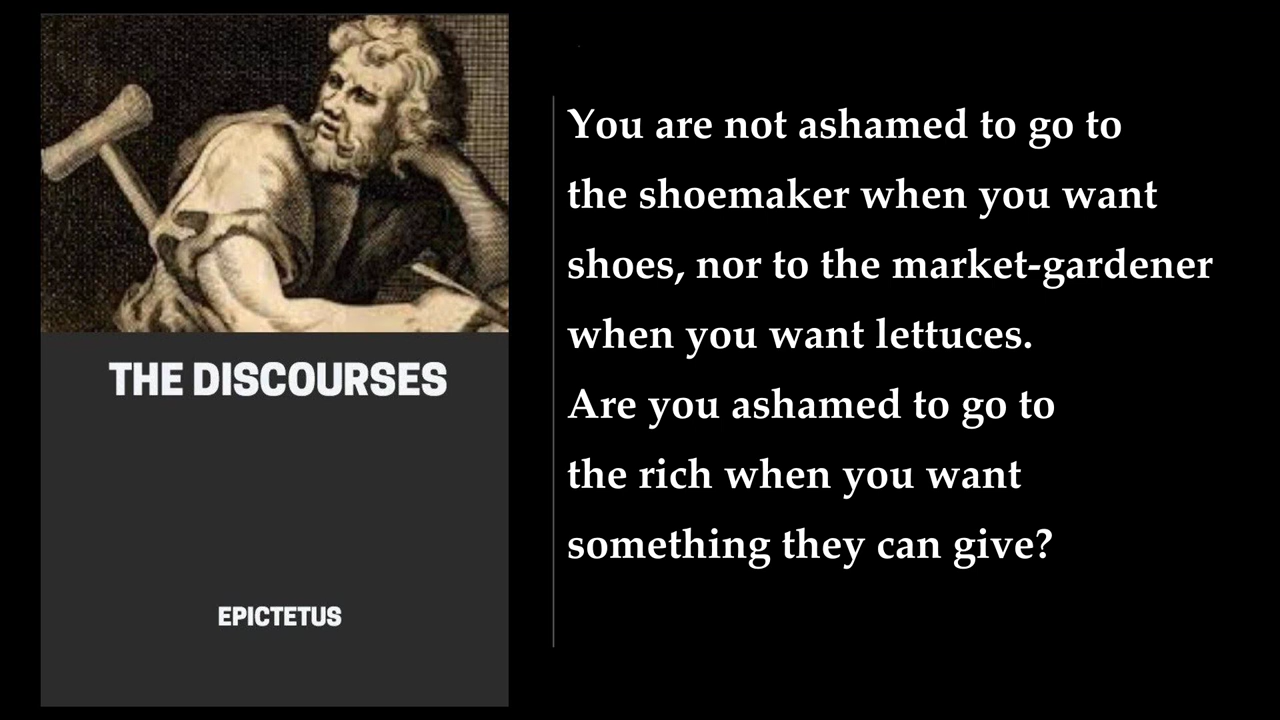 THE DISCOURSES
EPICTETUS
You are not ashamed to go to
the shoemaker when you want
shoes, nor to the market-gardener
when you want lettuces.
Are you ashamed to go to
the rich when you want
something they can give?